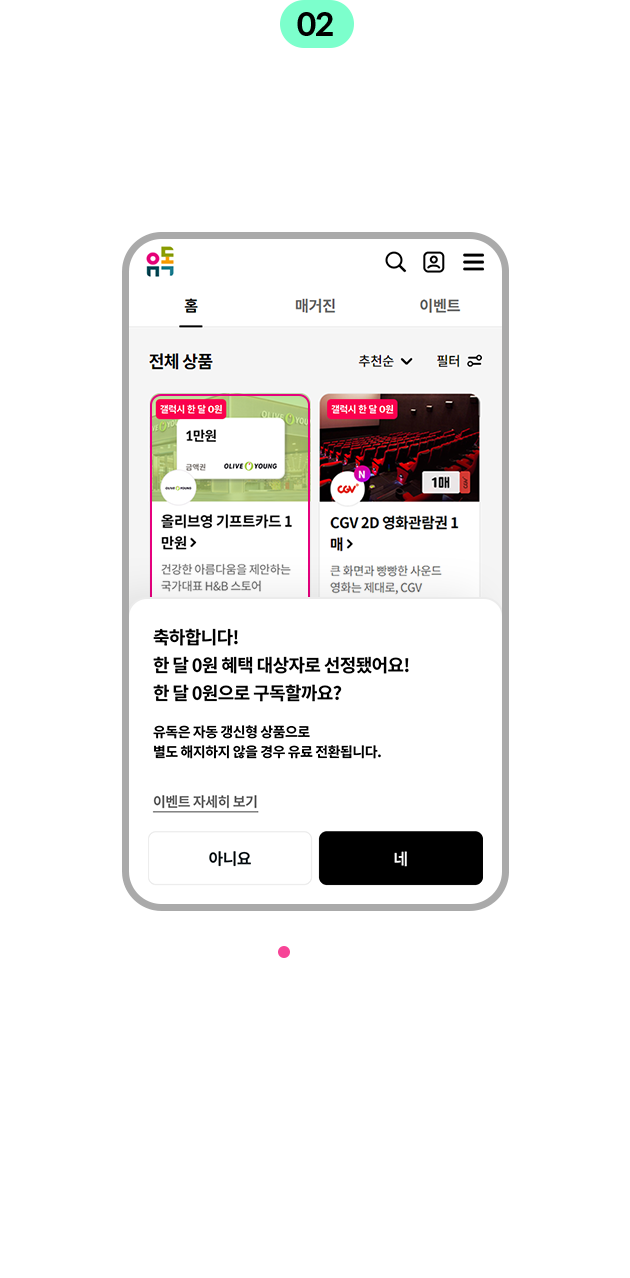 02
유독
홈
매거진
이벤트
전체 상품
추천순
필터
갤럭시 한 달 0원
1만원
금액권
OLIVE YOUNG
OLIVE YOUNG
OLIVE YOUNG
올리브영 기프트카드 1
만원
건강한 아름다움을 제안하는
국가대표 H&B 스토어
갤럭시 한 달 0원
N
CGV
1매
CGV
CGV 2D 영화관람권 1
매
큰 화면과 빵빵한 사운드
영화는 제대로, CGV
축하합니다!
한 달 0원 혜택 대상자로 선정됐어요!
한 달 0원으로 구독할까요?
유독은 자동 갱신형 상품으로
별도 해지하지 않을 경우 유료 전환됩니다.
이벤트 자세히 보기
아니요
네